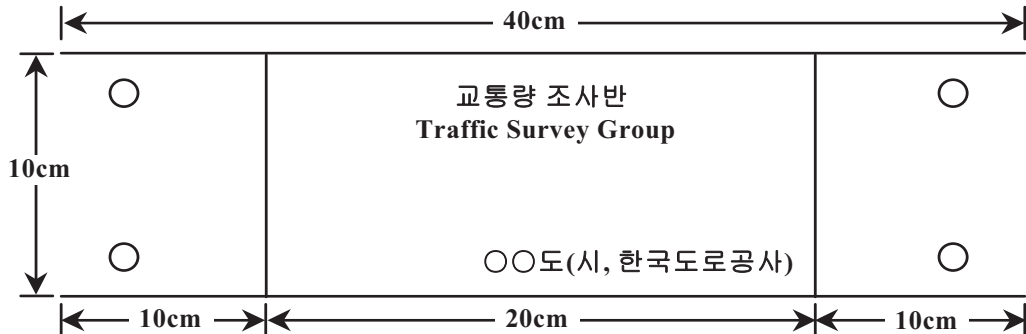 40cm
교통량 조사반
Traffic Survey Group
10cm
○○도(시, 한국도로공사)
10cm
20cm
10cm